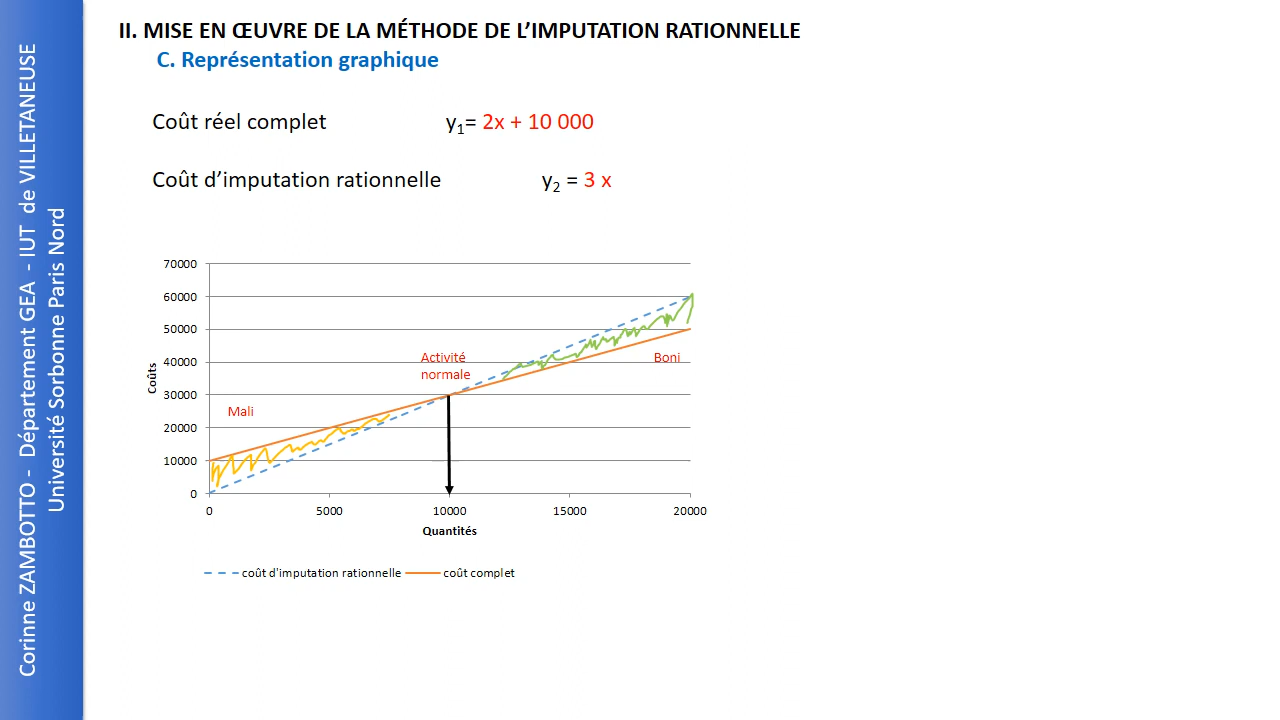 II. MISE EN ŒUVRE DE LA MÉTHODE DE L’IMPUTATION RATIONNELLE
C. Représentation graphique
Coût réel complet y1= 2x + 10 000
Coût d’imputation rationnelle y2 = 3 x
70000
60000
50000
40000
30000
20000
10000
0
Coûts
Mali
Activité
normale
Boni
0 5000 10000 15000 20000
Quantités
coût d'imputation rationnelle coût complet
Corinne ZAMBOTTO - Département GEA - IUT de VILLETANEUSE
Université Sorbonne Paris Nord